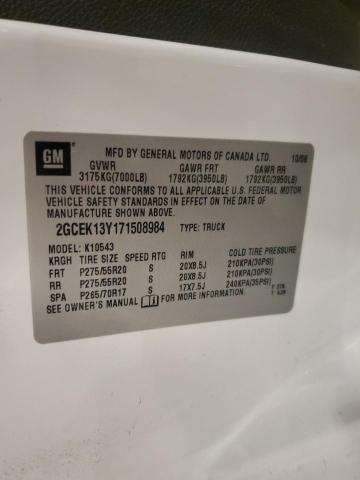 GM
MFD BY GENERAL MOTORS OF CANADA LTD. 10/06
GVWR GAWR FRT GAWR RR
3175KG(7000LB) 1792KG(3950LB) 1792KG(3950LB)
THIS VEHICLE CONFORMS TO ALL APPLICABLE U.S. FEDERAL MOTOR
VEHICLE SAFETY STANDARDS IN EFFECT ON THE DATE OF
MANUFACTURE SHOWN ABOVE.
2GCEK13Y171508984 TYPE: TRUCK
MODEL: K10543
KRGH TIRE SIZE SPEED RTG RIM COLD TIRE PRESSURE
FRT P275/55R20 S 20X8.5J 210KPA(30PSI)
RR P275/55R20 S 20X8.5J 210KPA(30PSI)
SPA P265/70R17 S 17X7.5J 240KPA(35PSI)
SEE OWNER'S MANUAL